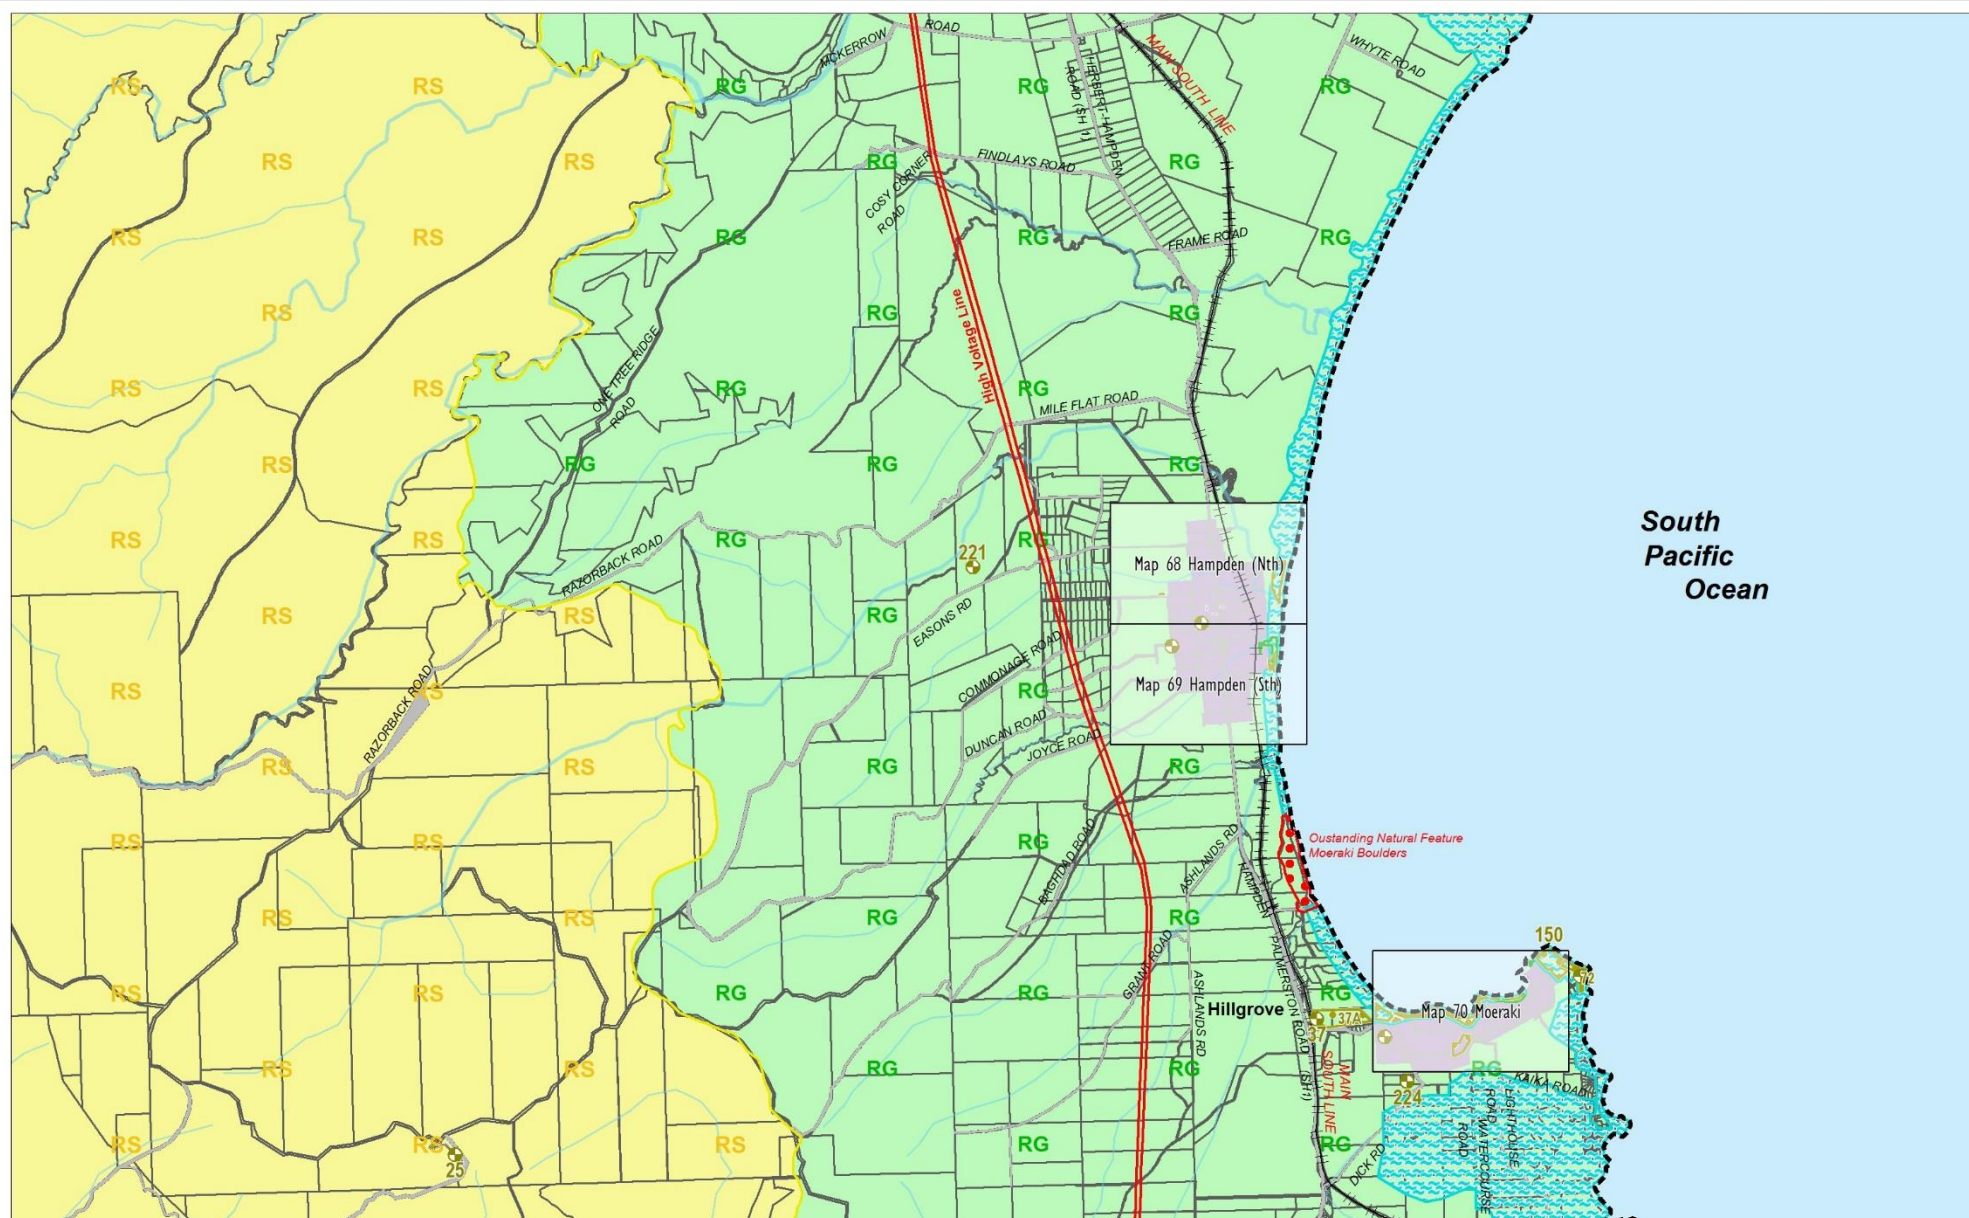 MCKERROW
ROAD
HERBERT-HAMPDEN
ROAD (SH 1)
MAIN SOUTH LINE
WHYTE ROAD
RS
RS
RG
RG
RG
RS
RS
RG
FINDLAYS ROAD
RG
COSY CORNER
ROAD
RS
RS
RG
RG
FRAME ROAD
RG
RS
RG
RG
High Voltage Line
ONE TREE RIDGE
ROAD
RS
RS
RG
RG
MILE FLAT ROAD
RS
RG
RG
RG
South
Pacific
Ocean
RS
RS
RG
221
RG
RAZORBACK ROAD
Map 68 Hampden (Nth)
RS
RS
RG
EASONS RD
COMMONAGE ROAD
RS
RS
RG
Map 69 Hampden (Sth)
RAZORBACK ROAD
DUNCAN ROAD
JOYCE ROAD
RS
RS
RG
RG
RS
RS
RG
BAGHDAD ROAD
ASHLANDS RD
Oustanding Natural Feature
Moeraki Boulders
RS
RS
RG
RG
HAMPDEN
PALMERSTON ROAD (SH1)
GRANT ROAD
ASHLANDS RD
150
72
RS
RS
RG
RG
RG
Hillgrove
37A
37
Map 70 Moeraki
RS
RS
RG
RG
RG
MAIN
SOUTH LINE
224
KAIKA ROAD
LIGHTHOUSE
ROAD
WATERCOURSE
ROAD
RS
RS
25
RS
RG
RG
DICK RD